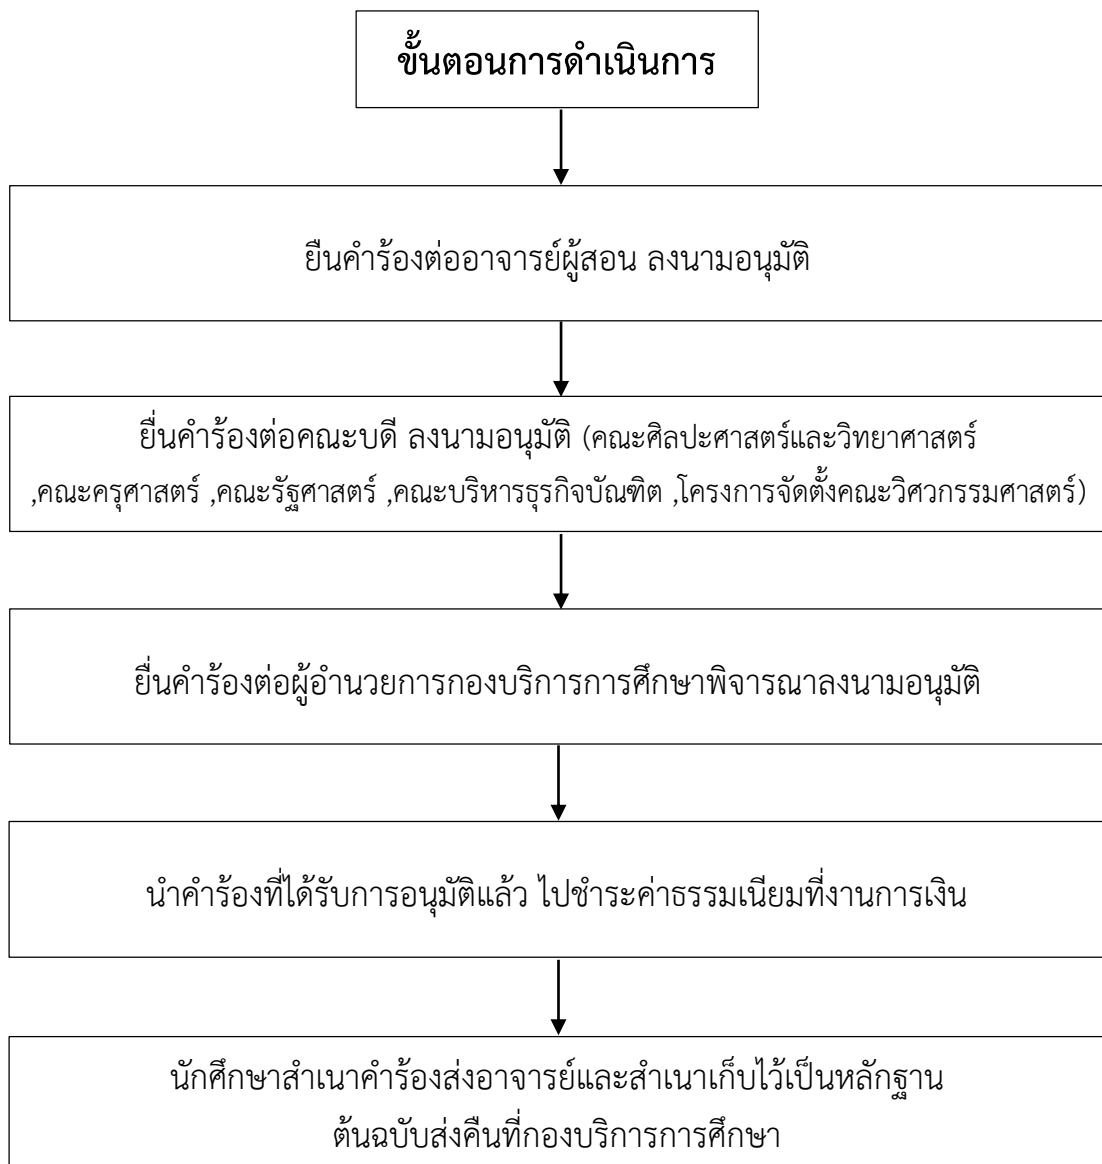 ขั้นตอนการดำเนินการ
ยืนคำร้องต่ออาจารย์ผู้สอน ลงนามอนุมัติ
ยื่นคำร้องต่อคณะบดี ลงนามอนุมัติ (คณะศิลปะศาสตร์และวิทยาศาสตร์
,คณะครุศาสตร์ ,คณะรัฐศาสตร์ ,คณะบริหารธุรกิจบัณฑิต ,โครงการจัดตั้งคณะวิศวกรรมศาสตร์)
ยื่นคำร้องต่อผู้อำนวยการกองบริการการศึกษาพิจารณาลงนามอนุมัติ
นำคำร้องที่ได้รับการอนุมัติแล้ว ไปชำระค่าธรรมเนียมที่งานการเงิน
นักศึกษาสำเนาคำร้องส่งอาจารย์และสำเนาเก็บไว้เป็นหลักฐาน
ต้นฉบับส่งคืนที่กองบริการการศึกษา